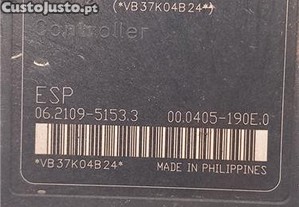 CustoJusto.pt
(*VB37K04B24**)
Controller
ESP
06.2109-5153.3 00.0405-190E.0
*VB37K04B24* MADE IN PHILIPPINES